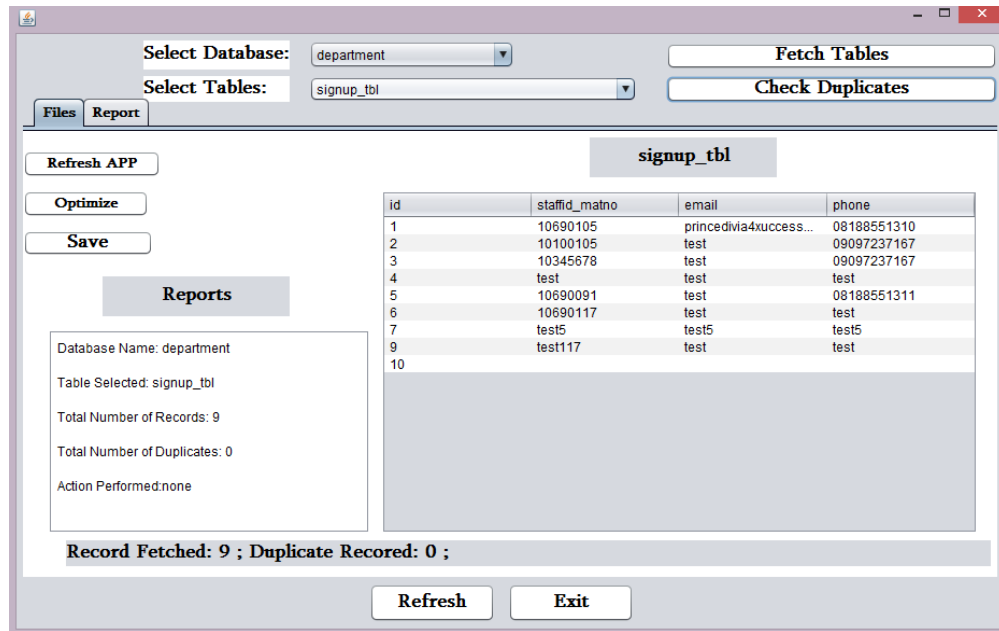 Select Database: department Fetch Tables
Select Tables: signup_tbl Check Duplicates
Files Report
Refresh APP
Optimize
Save
Reports
Database Name: department
Table Selected: signup_tbl
Total Number of Records: 9
Total Number of Duplicates: 0
Action Performed:none
signup_tbl
id staffid_matno email phone
1 10690105 princedivia4xuccess... 08188551310
2 10100105 test 09097237167
3 10345678 test 09097237167
4 test test test
5 10690091 test 08188551311
6 10690117 test test
7 test5 test5 test5
9 test117 test test
10
Record Fetched: 9 ; Duplicate Recored: 0 ;
Refresh Exit